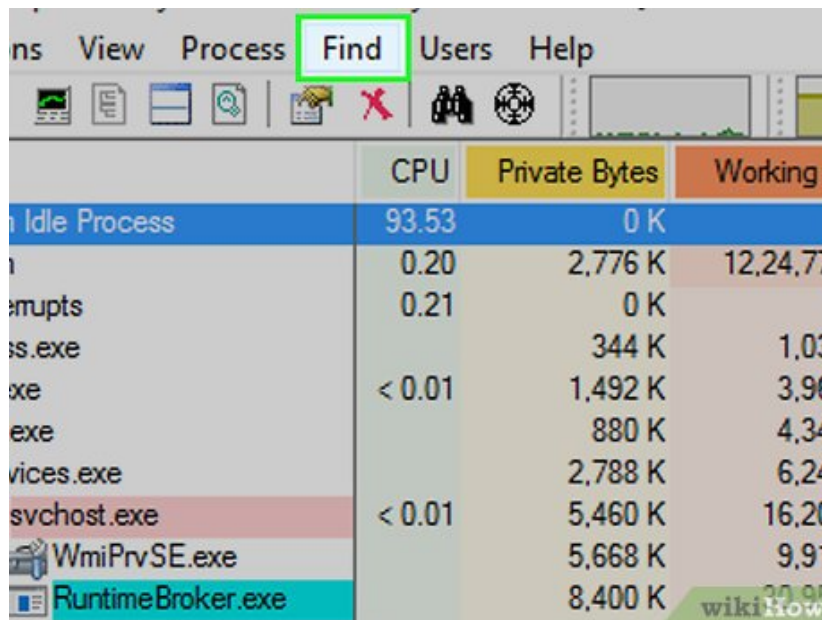 ns View Process Find Users Help
CPU Private Bytes Working
Idle Process 93.53 0 K
0.20 2,776 K 12,24,77
errupts 0.21 0 K
ss.exe 344 K 1,03
xe < 0.01 1,492 K 3,96
exe 880 K 4,34
vices.exe 2,788 K 6,24
svchost.exe < 0.01 5,460 K 16,20
WmiPrvSE.exe 5,668 K 9,91
RuntimeBroker.exe 8,400 K
wikiHow